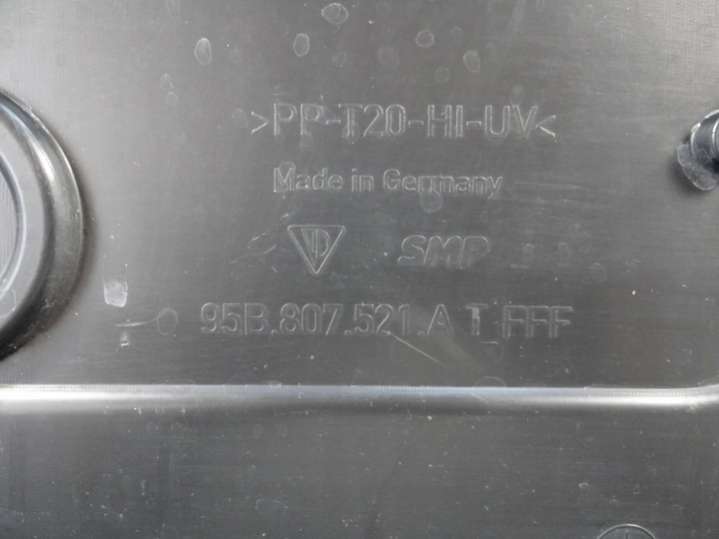 >PP-T20-HI-UV<
Made in Germany
SMP
95B.807.521.A T FFF